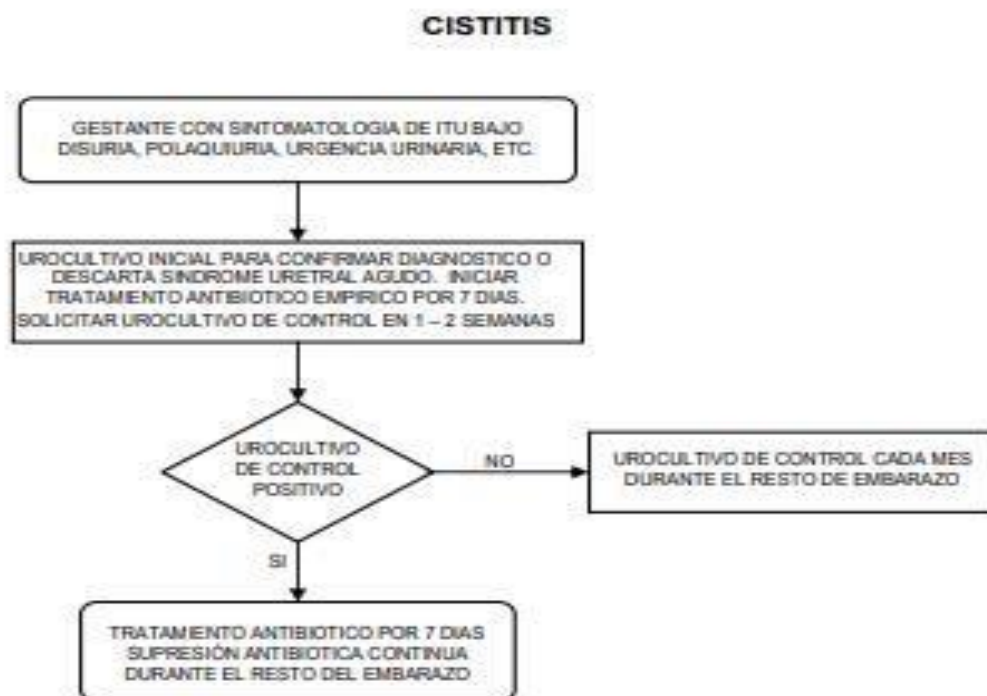 CISTITIS
GESTANTE CON SINTOMATOLOGIA DE ITU BAJO
DISURIA, POLAQUIURIA, URGENCIA URINARIA, ETC.
UROCULTIVO INICIAL PARA CONFIRMAR DIAGNOSTICO O
DESCARTA SINDROME URETRAL AGUDO. INICIAR
TRATAMIENTO ANTIBIOTICO EMPIRICO POR 7 DIAS.
SOLICITAR UROCULTIVO DE CONTROL EN 1 – 2 SEMANAS
UROCULTIVO
DE CONTROL
POSITIVO
NO
UROCULTIVO DE CONTROL CADA MES
DURANTE EL RESTO DE EMBARAZO
SI
TRATAMIENTO ANTIBIOTICO POR 7 DIAS
SUPRESIÓN ANTIBIOTICA CONTINUA
DURANTE EL RESTO DEL EMBARAZO